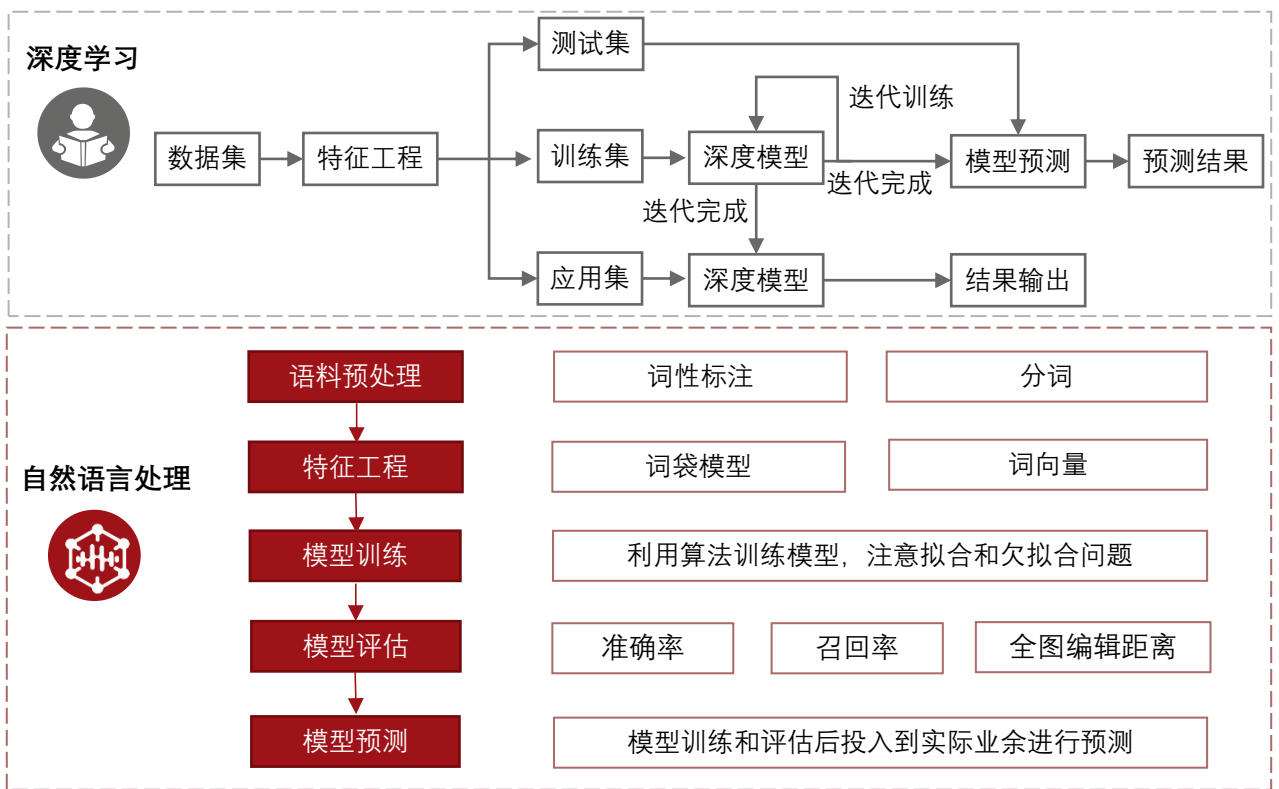 深度学习
测试集
迭代训练
数据集
特征工程
训练集
深度模型
模型预测
预测结果
迭代完成
迭代完成
应用集
深度模型
结果输出
自然语言处理
语料预处理
词性标注
分词
特征工程
词袋模型
词向量
模型训练
利用算法训练模型，注意拟合和欠拟合问题
模型评估
准确率
召回率
全图编辑距离
模型预测
模型训练和评估后投入到实际业余进行预测